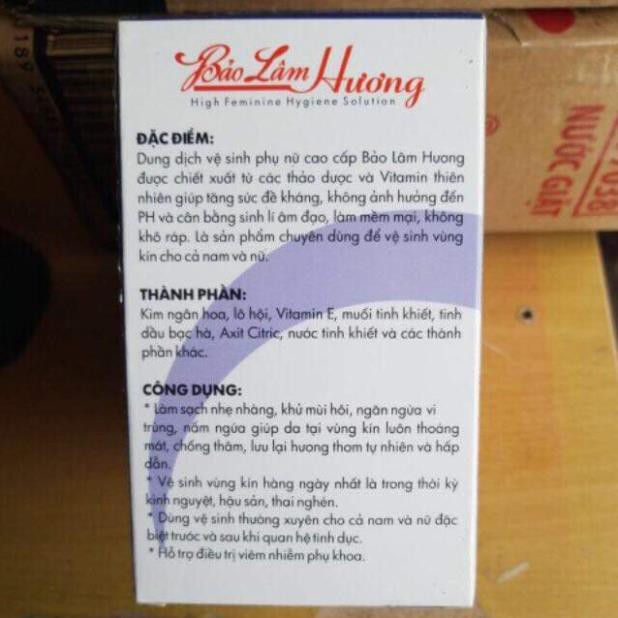 Bảo Lâm Hương
High Feminine Hygiene Solution
ĐẶC ĐIỂM:
Dung dịch vệ sinh phụ nữ cao cấp Bảo Lâm Hương
được chiết xuất từ các thảo dược và Vitamin thiên
nhiên giúp tăng sức đề kháng, không ảnh hưởng đến
PH và cân bằng sinh lí âm đạo, làm mềm mại, không
khô ráp. Là sản phẩm chuyên dùng để vệ sinh vùng
kín cho cả nam và nữ.
THÀNH PHẦN:
Kim ngân hoa, lô hội, Vitamin E, muối tinh khiết, tinh
dầu bạc hà, Axit Citric, nước tinh khiết và các thành
phần khác.
CÔNG DỤNG:
* Làm sạch nhẹ nhàng, khử mùi hôi, ngăn ngừa vi
trùng, nấm ngứa giúp da tại vùng kín luôn thoáng
mát, chống thâm, lưu lại hương thơm tự nhiên và hấp
dẫn.
* Vệ sinh vùng kín hàng ngày nhất là trong thời kỳ
kinh nguyệt, hậu sản, thai nghén.
* Dùng vệ sinh thường xuyên cho cả nam và nữ đặc
biệt trước và sau khi quan hệ tình dục.
* Hỗ trợ điều trị viêm nhiễm phụ khoa.
NƯỚC GIẶT
7038